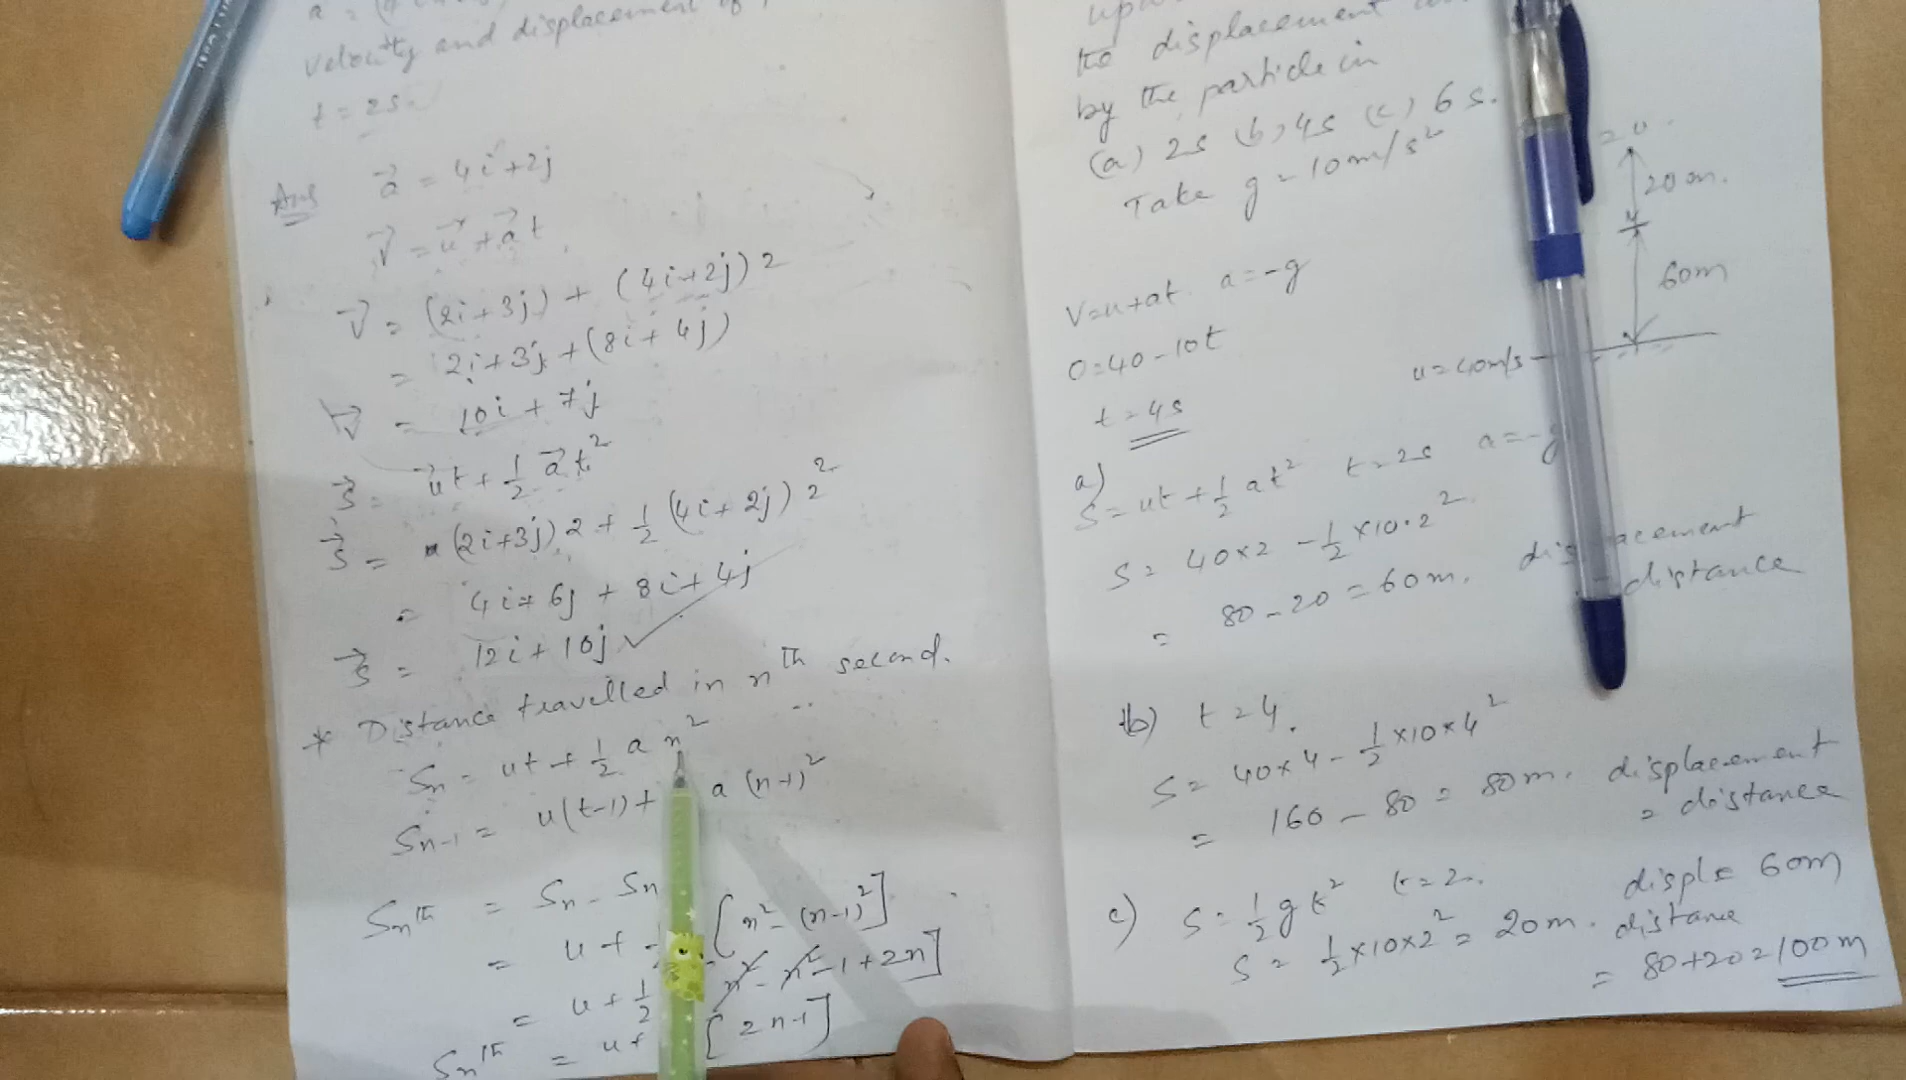 velocity and displacement of
t = 2s.
Ans a⃗ = 4i + 2j
v⃗ = u⃗ + a⃗ t
v⃗ = (2i + 3j) + (4i + 2j) 2
= 2i + 3j + (8i + 4j)
v⃗ = 10i + 7j
s⃗ = u⃗t + 1/2 a⃗ t²
s⃗ = (2i+3j) 2 + 1/2 (4i + 2j) 2²
= 4i + 6j + 8i + 4j
s⃗ = 12i + 10j ✓
* Distance travelled in nth second.
Sn = ut + 1/2 a n²
Sn-1 = u(t-1) + a (n-1)²
Snth = Sn - Sn
= u + [n² - (n-1)²]
= u + 1/2 n² - n² - 1 + 2n]
Snth = u + [2n-1]
the displacement
by the particle in
(a) 2s (b) 4s (c) 6s.
Take g = 10m/s²
= 0
20m.
60m
u = 40m/s
V = u + at a = -g
0 = 40 - 10t
t = 4s
a)
S = ut + 1/2 at² t = 2s a = -g
S = 40×2 - 1/2 ×10·2²
= 80 - 20 = 60m. displacement
distance
(b) t = 4.
S = 40×4 - 1/2 ×10×4²
= 160 - 80 = 80m. displacement
= distance
c) S = 1/2 g t² t = 2s. displ = 60m
S = 1/2 ×10×2² = 20m. distance
= 80+20 = 100m